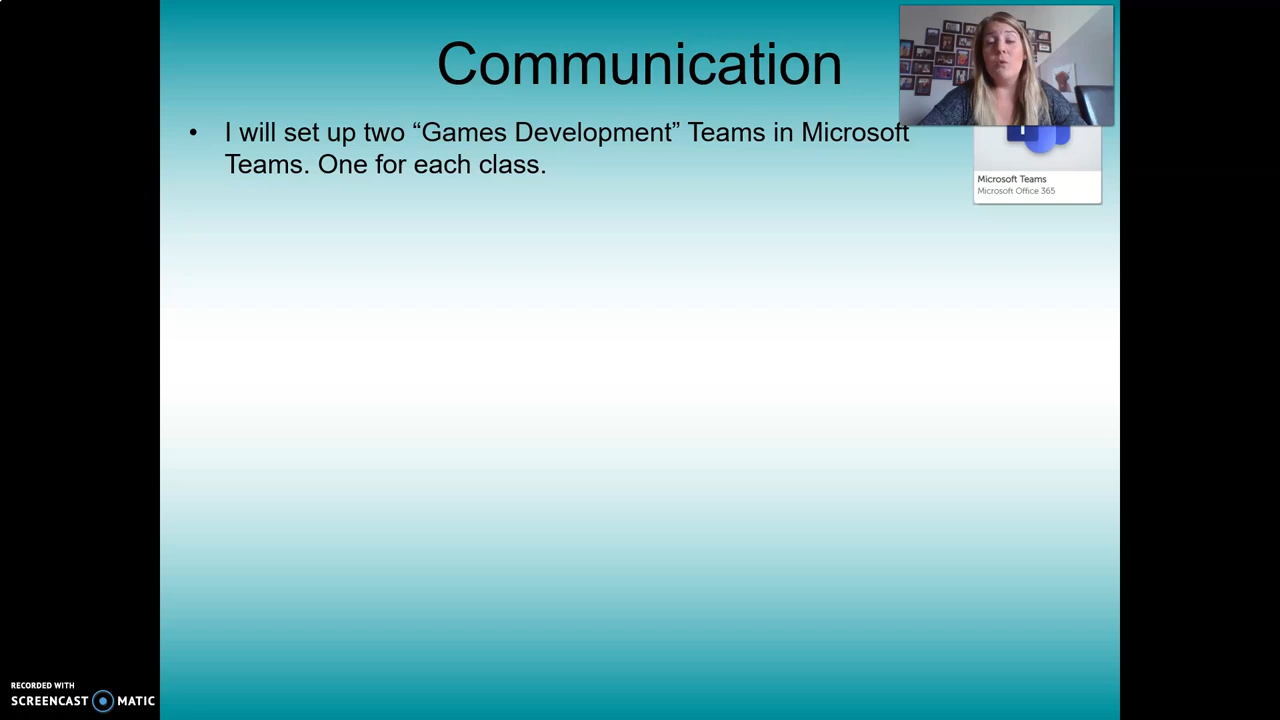 Communication
• I will set up two “Games Development” Teams in Microsoft
Teams. One for each class.
Microsoft Teams
Microsoft Office 365
RECORDED WITH
SCREENCAST MATIC